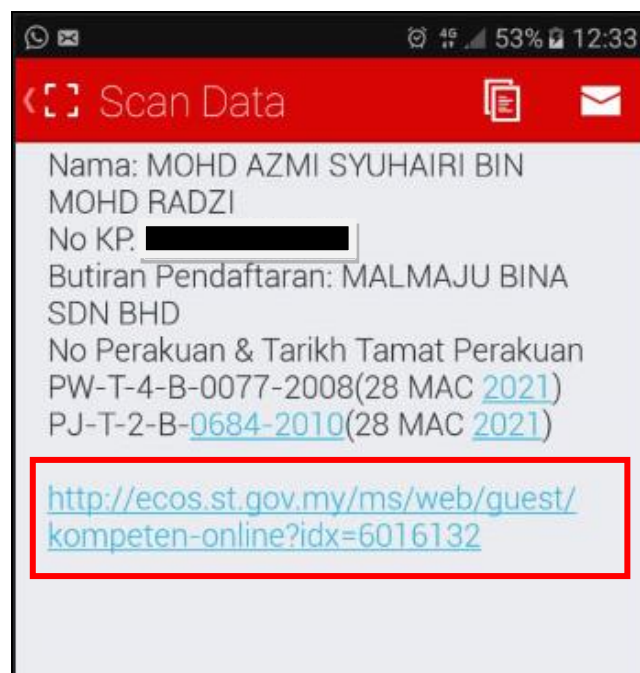 4G 53% 12:33
Scan Data
Nama: MOHD AZMI SYUHAIRI BIN
MOHD RADZI
No KP:
Butiran Pendaftaran: MALMAJU BINA
SDN BHD
No Perakuan & Tarikh Tamat Perakuan
PW-T-4-B-0077-2008(28 MAC 2021)
PJ-T-2-B-0684-2010(28 MAC 2021)
http://ecos.st.gov.my/ms/web/guest/
kompeten-online?idx=6016132